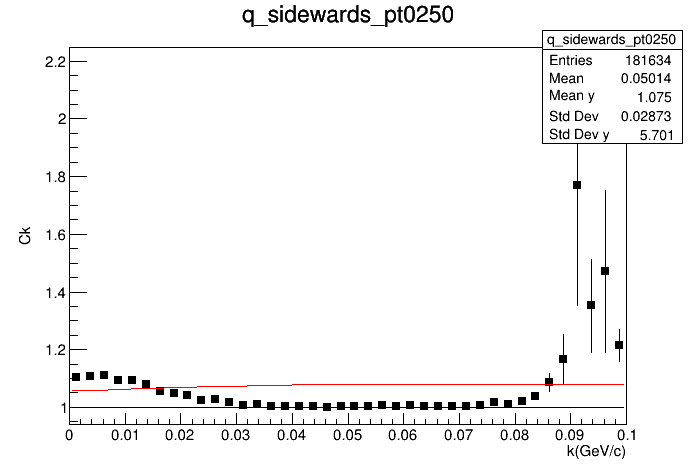 q_sidewards_pt0250
q_sidewards_pt0250
Entries 181634
Mean 0.05014
Mean y 1.075
Std Dev 0.02873
Std Dev y 5.701
Ck
2.2
2
1.8
1.6
1.4
1.2
1
0 0.01 0.02 0.03 0.04 0.05 0.06 0.07 0.08 0.09 0.1
k(GeV/c)